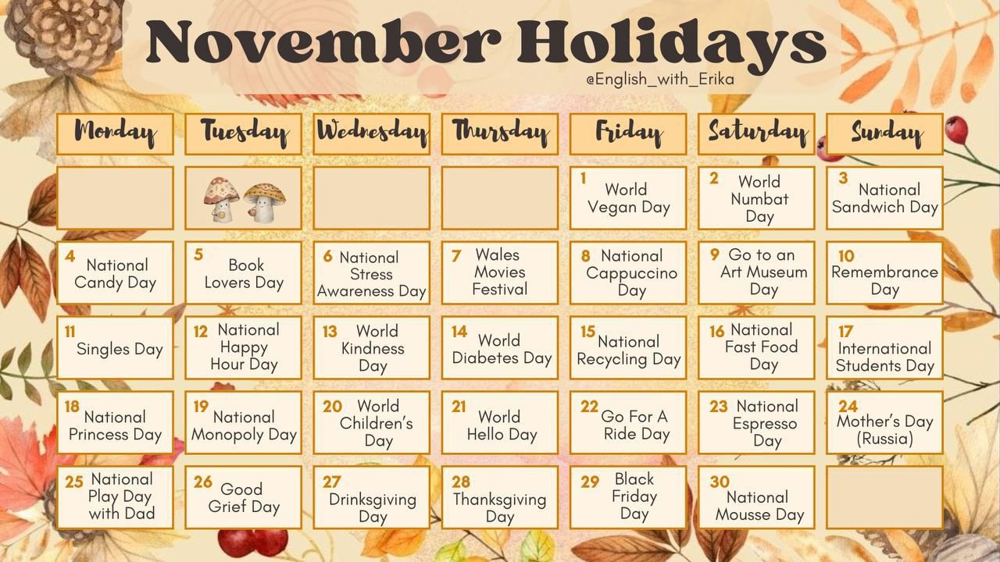 November Holidays
@English_with_Erika
Monday
Tuesday
Wednesday
Thursday
Friday
Saturday
Sunday
1
World
Vegan Day
2
World
Numbat
Day
3
National
Sandwich Day
4
National
Candy Day
5
Book
Lovers Day
6
National
Stress
Awareness Day
7
Wales
Movies
Festival
8
National
Cappuccino
Day
9
Go to an
Art Museum
Day
10
Remembrance
Day
11
Singles Day
12
National
Happy
Hour Day
13
World
Kindness
Day
14
World
Diabetes Day
15
National
Recycling Day
16
National
Fast Food
Day
17
International
Students Day
18
National
Princess Day
19
National
Monopoly Day
20
World
Children's
Day
21
World
Hello Day
22
Go For A
Ride Day
23
National
Espresso
Day
24
Mother's Day
(Russia)
25
National
Play Day
with Dad
26
Good
Grief Day
27
Drinksgiving
Day
28
Thanksgiving
Day
29
Black
Friday
Day
30
National
Mousse Day